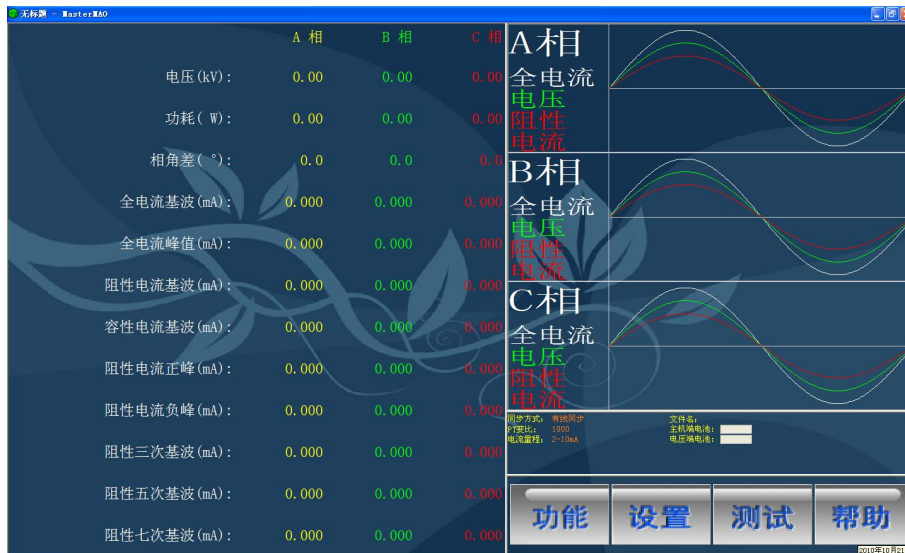 无标题 - MasterMAO
A 相 B 相 C 相
电压(kV): 0.00 0.00 0.00
功耗( W): 0.00 0.00 0.00
相角差( °): 0.0 0.0 0.0
全电流基波(mA): 0.000 0.000 0.000
全电流峰值(mA): 0.000 0.000 0.000
阻性电流基波(mA): 0.000 0.000 0.000
容性电流基波(mA): 0.000 0.000 0.000
阻性电流正峰(mA): 0.000 0.000 0.000
阻性电流负峰(mA): 0.000 0.000 0.000
阻性三次基波(mA): 0.000 0.000 0.000
阻性五次基波(mA): 0.000 0.000 0.000
阻性七次基波(mA): 0.000 0.000 0.000
A相
全电流
电压
阻性
电流
B相
全电流
电压
阻性
电流
C相
全电流
电压
阻性
电流
同步方式: 有线同步 文件名:
PT变比: 1000 主机端电池:
电流量程: 2~10mA 电压端电池:
功能 设置 测试 帮助
2010年10月21